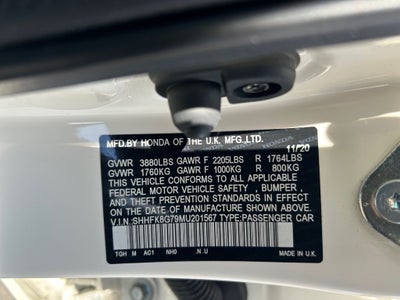 MFD.BY HONDA OF THE U.K. MFG.,LTD.
11/20
GVWR 3880LBS GAWR F 2205LBS R 1764LBS
GVWR 1760KG GAWR F 1000KG R 800KG
THIS VEHICLE CONFORMS TO ALL APPLICABLE
FEDERAL MOTOR VEHICLE SAFETY , BUMPER ,
AND THEFT PREVENTION STANDARDS IN EFFECT
ON THE DATE OF MANUFACTURE SHOWN ABOVE.
V.I.N:SHHFK8G79MU201567 TYPE:PASSENGER CAR
TGH M AC1 NH0 .N.U MADE IN U.K.